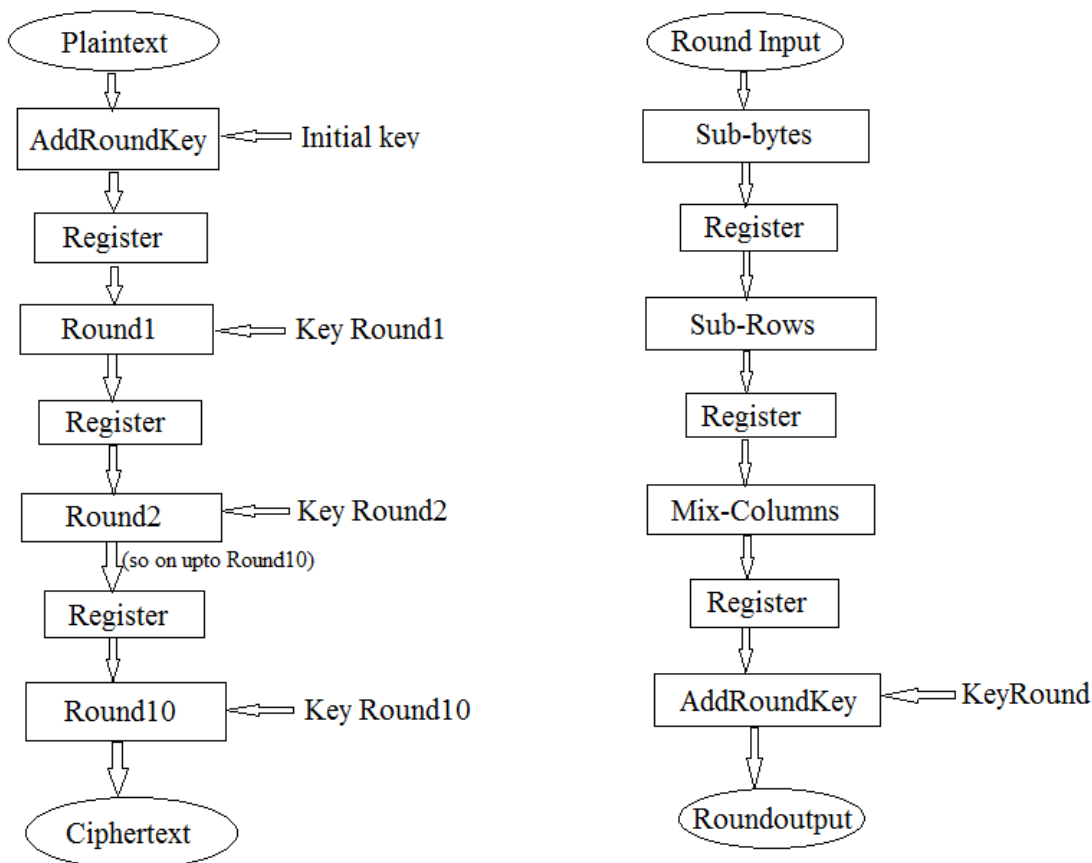 Plaintext
AddRoundKey
Initial key
Register
Round1
Key Round1
Register
Round2
Key Round2
(so on upto Round10)
Register
Round10
Key Round10
Ciphertext
Round Input
Sub-bytes
Register
Sub-Rows
Register
Mix-Columns
Register
AddRoundKey
KeyRound
Roundoutput